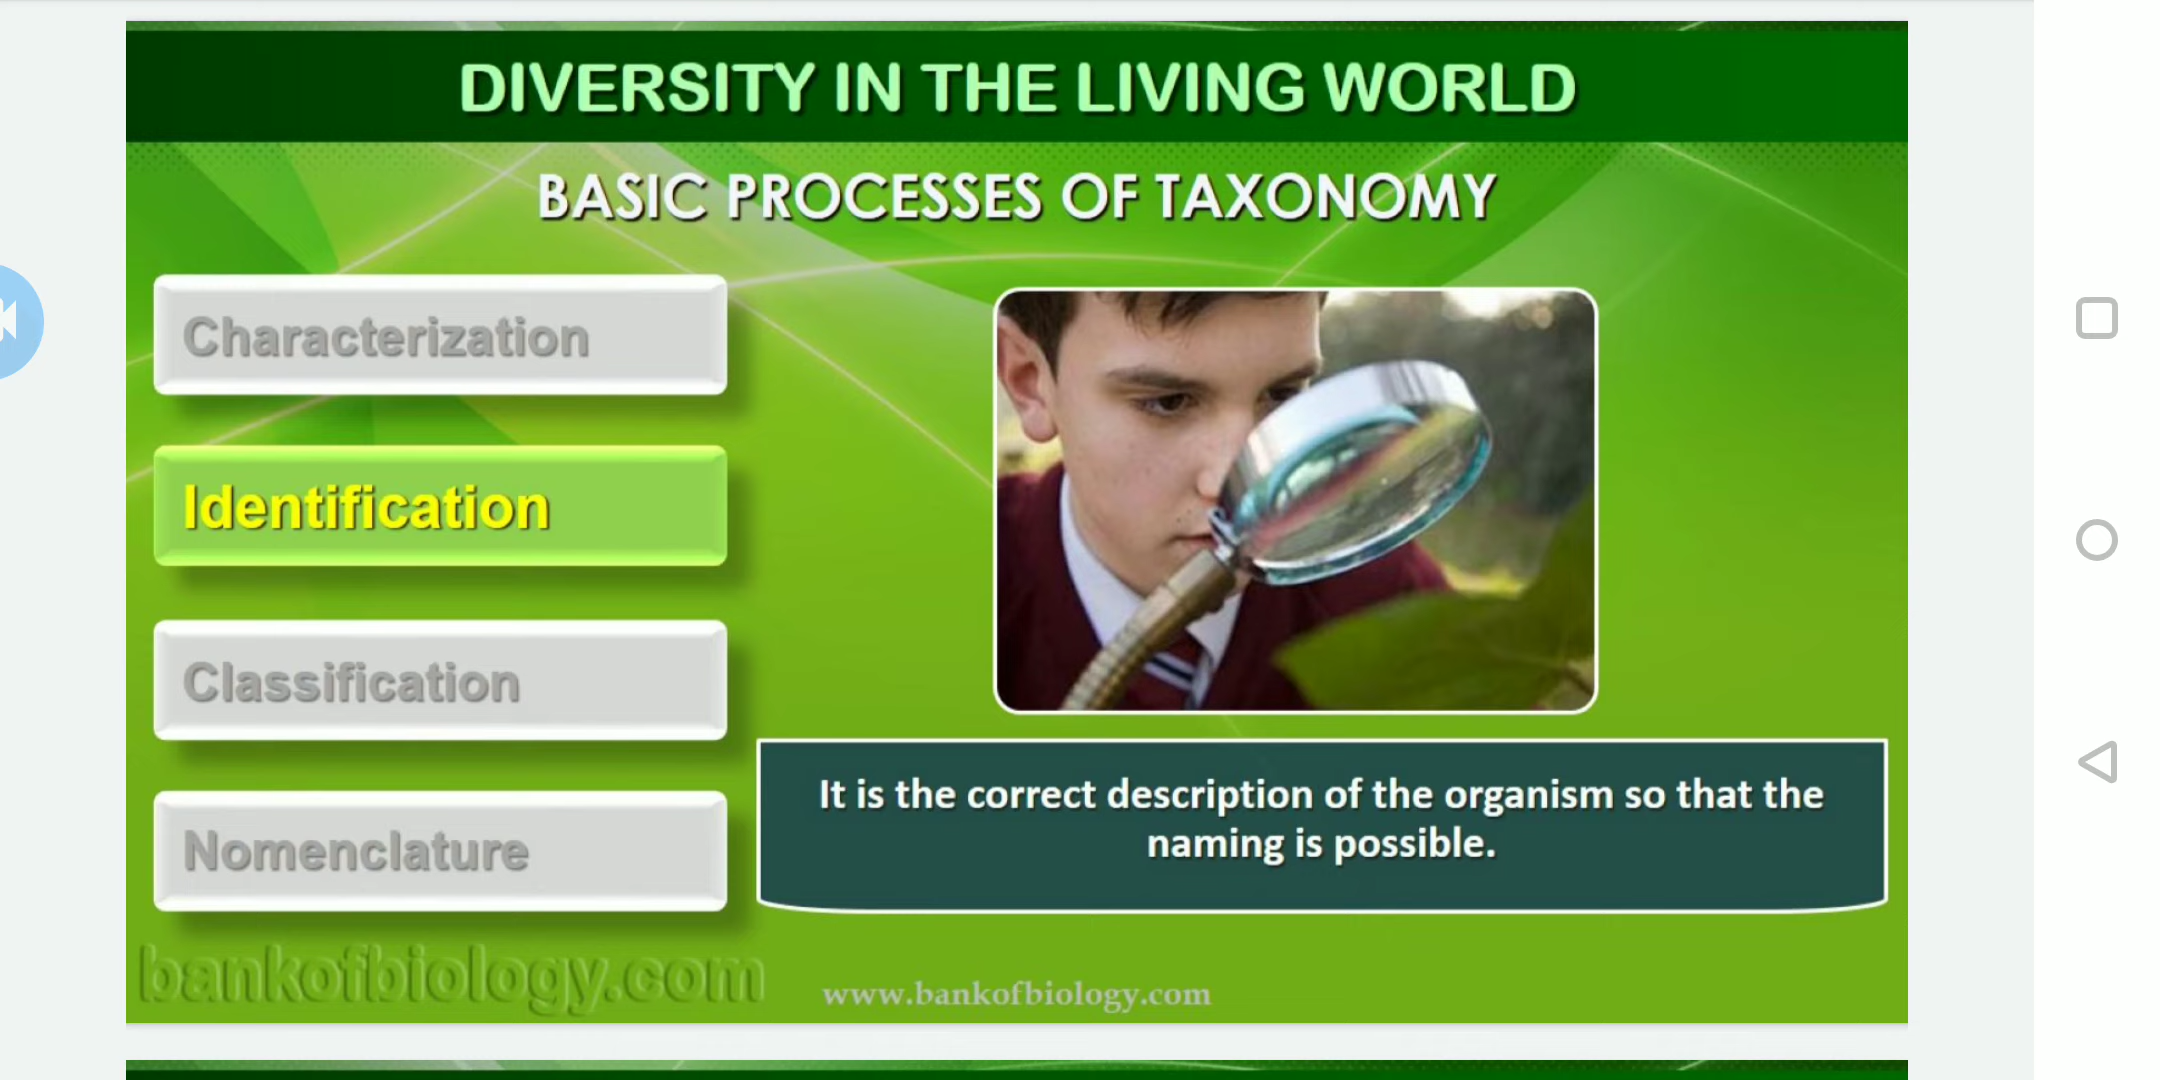 DIVERSITY IN THE LIVING WORLD
BASIC PROCESSES OF TAXONOMY
Characterization
Identification
Classification
Nomenclature
It is the correct description of the organism so that the
naming is possible.
bankofbiology.com
www.bankofbiology.com